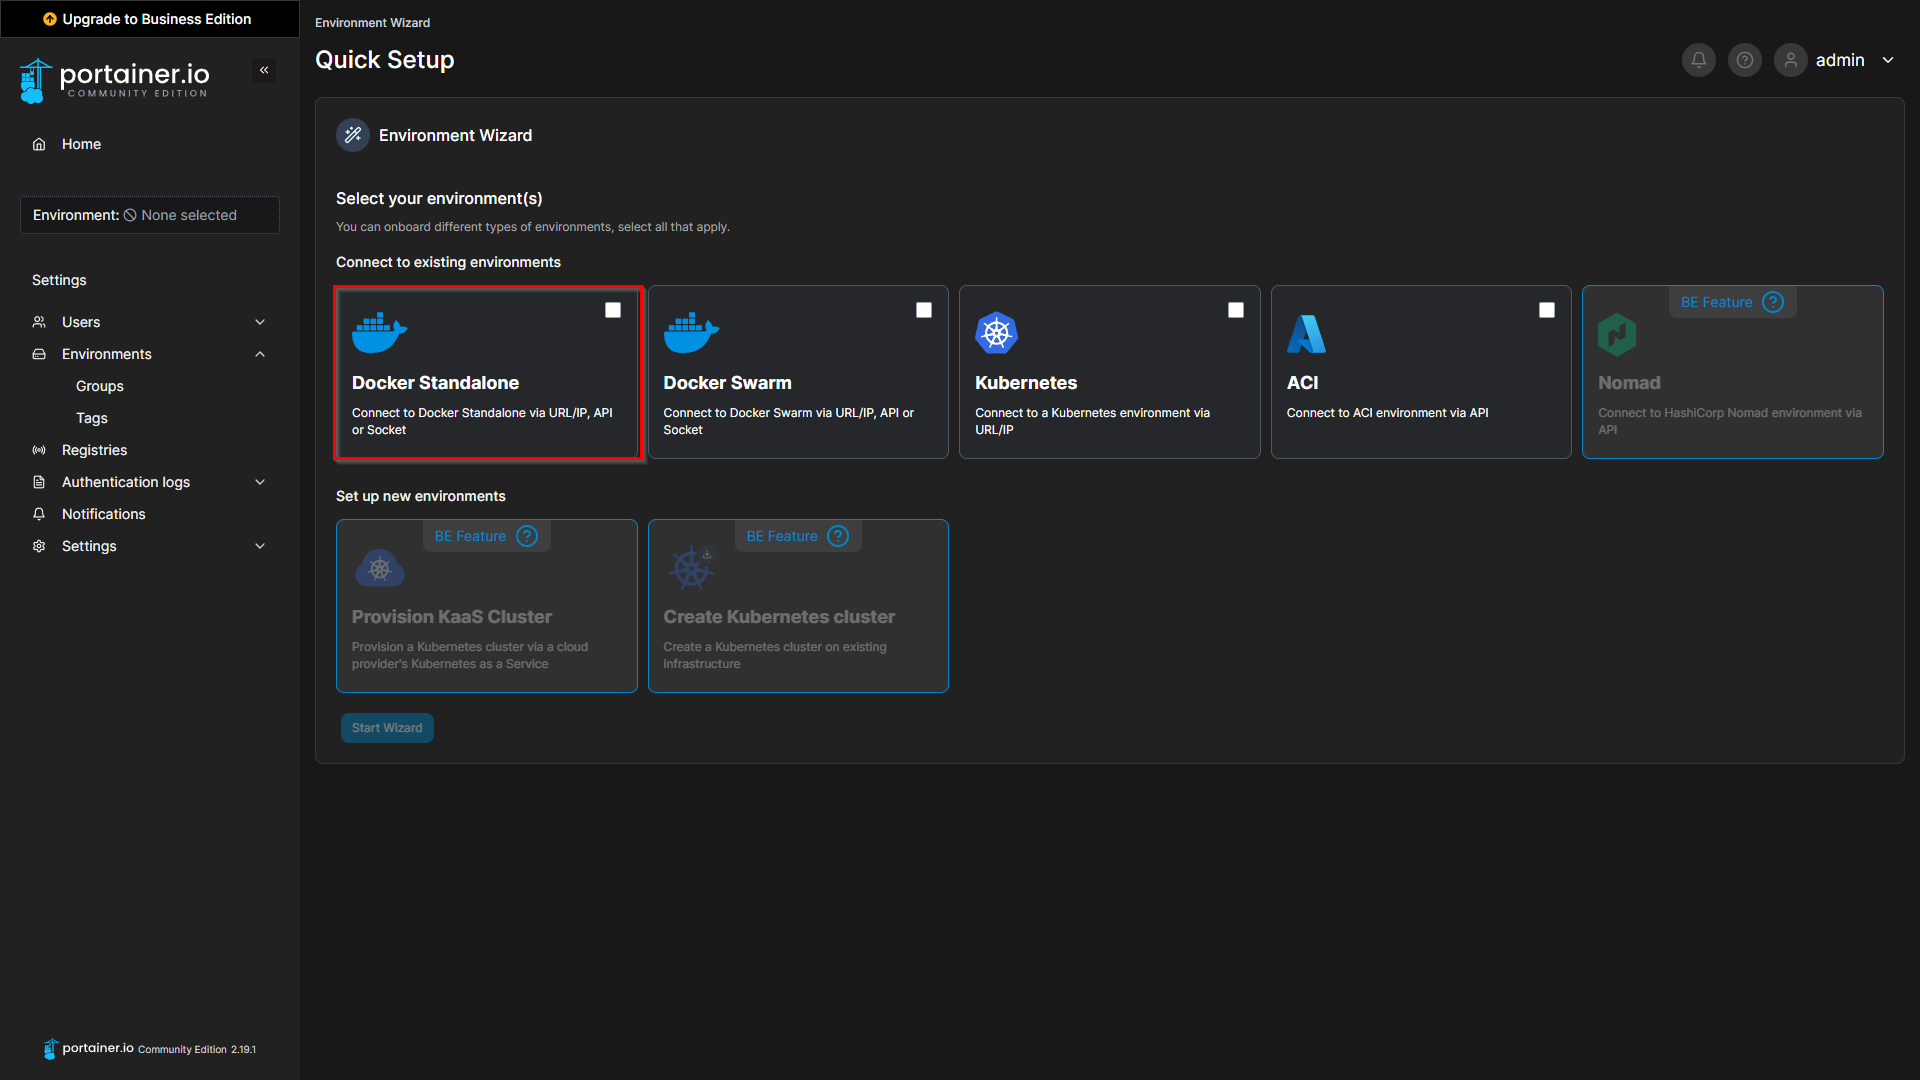 Upgrade to Business Edition
portainer.io
COMMUNITY EDITION
Home
Environment: None selected
Settings
Users
Environments
Groups
Tags
Registries
Authentication logs
Notifications
Settings
portainer.io Community Edition 2.19.1
Environment Wizard
Quick Setup
admin
Environment Wizard
Select your environment(s)
You can onboard different types of environments, select all that apply.
Connect to existing environments
Docker Standalone
Connect to Docker Standalone via URL/IP, API
or Socket
Docker Swarm
Connect to Docker Swarm via URL/IP, API or
Socket
Kubernetes
Connect to a Kubernetes environment via
URL/IP
ACI
Connect to ACI environment via API
BE Feature
Nomad
Connect to HashiCorp Nomad environment via
API
Set up new environments
BE Feature
Provision KaaS Cluster
Provision a Kubernetes cluster via a cloud
provider's Kubernetes as a Service
BE Feature
Create Kubernetes cluster
Create a Kubernetes cluster on existing
infrastructure
Start Wizard